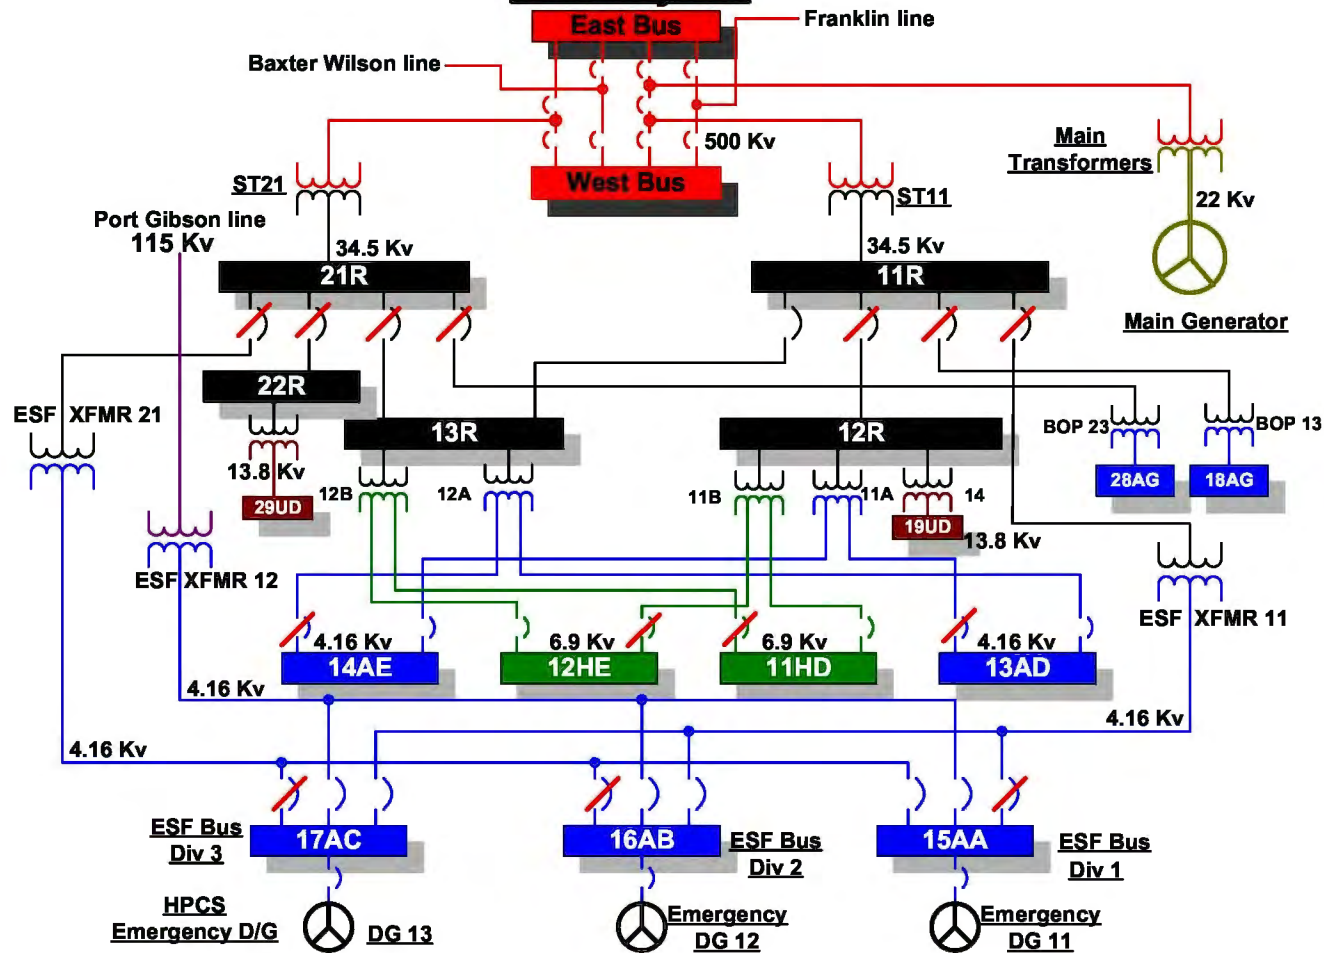 East Bus
Franklin line
Baxter Wilson line
500 Kv
Main
Transformers
West Bus
ST21
ST11
22 Kv
Port Gibson line
115 Kv
34.5 Kv
34.5 Kv
21R
11R
Main Generator
22R
ESF XFMR 21
13R
12R
BOP 23
BOP 13
13.8 Kv
12B
12A
11B
11A
14
28AG
18AG
29UD
19UD
13.8 Kv
ESF XFMR 12
ESF XFMR 11
4.16 Kv
6.9 Kv
6.9 Kv
4.16 Kv
14AE
12HE
11HD
13AD
4.16 Kv
4.16 Kv
4.16 Kv
ESF Bus
Div 3
17AC
16AB
ESF Bus
Div 2
15AA
ESF Bus
Div 1
HPCS
Emergency D/G
DG 13
Emergency
DG 12
Emergency
DG 11